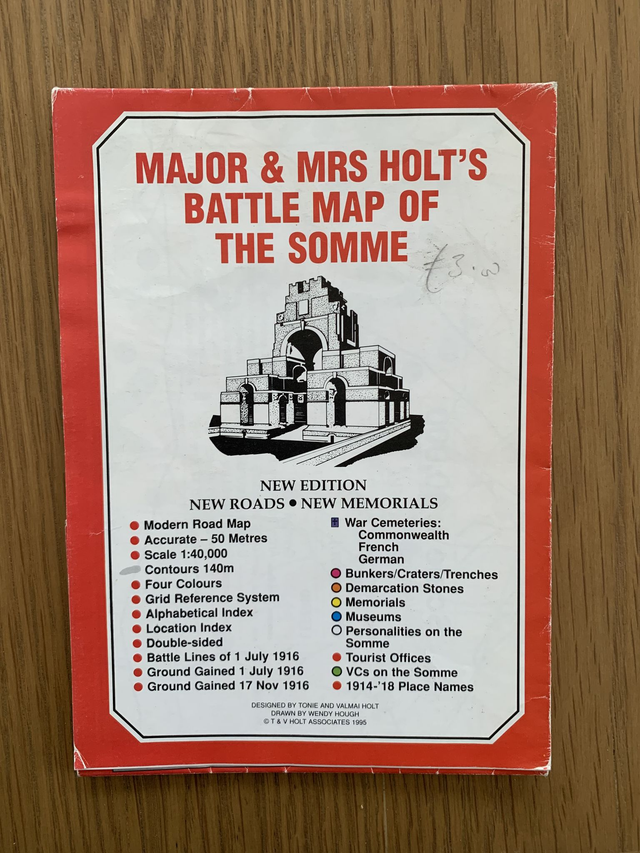 MAJOR & MRS HOLT'S
BATTLE MAP OF
THE SOMME
£3.00
NEW EDITION
NEW ROADS ● NEW MEMORIALS
● Modern Road Map
● Accurate – 50 Metres
● Scale 1:40,000
Contours 140m
● Four Colours
● Grid Reference System
● Alphabetical Index
● Location Index
● Double-sided
● Battle Lines of 1 July 1916
● Ground Gained 1 July 1916
● Ground Gained 17 Nov 1916
War Cemeteries:
Commonwealth
French
German
● Bunkers/Craters/Trenches
● Demarcation Stones
● Memorials
● Museums
○ Personalities on the
Somme
● Tourist Offices
● VCs on the Somme
● 1914-'18 Place Names
DESIGNED BY TONIE AND VALMAI HOLT
DRAWN BY WENDY HOUGH
© T & V HOLT ASSOCIATES 1995